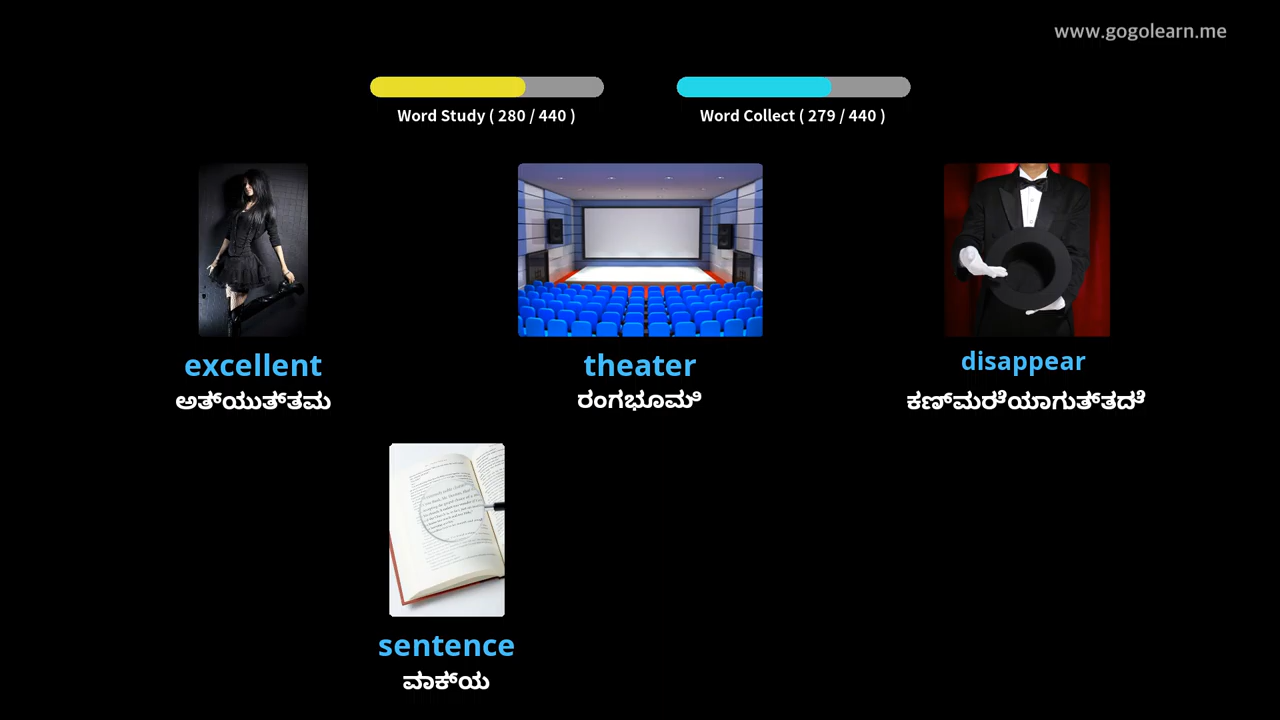 www.gogolearn.me
Word Study ( 280 / 440 )
Word Collect ( 279 / 440 )
excellent
ಅತ್ಯುತ್ತಮ
theater
ರಂಗಭೂಮಿ
disappear
ಕಣ್ಮರೆಯಾಗುತ್ತದೆ
sentence
ವಾಕ್ಯ